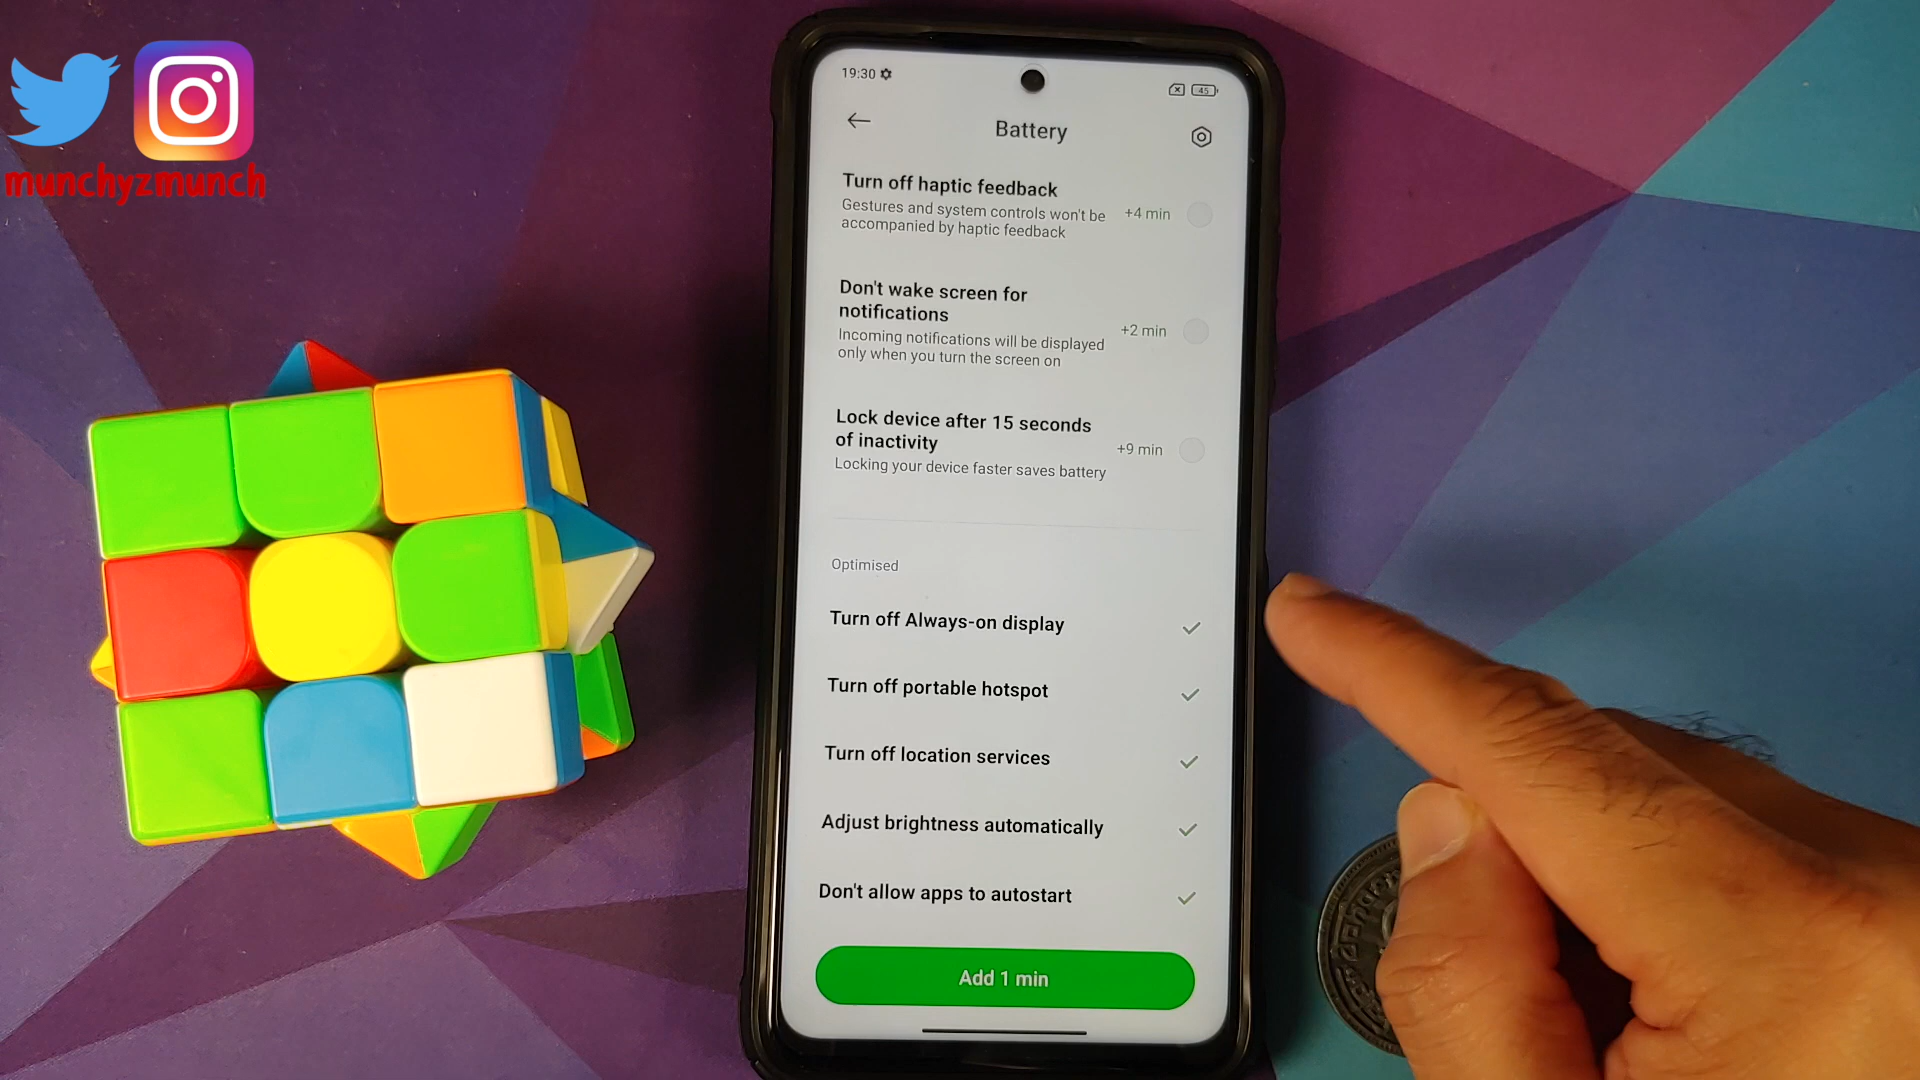 munchyzmunch
19:30
45
Battery
Turn off haptic feedback
Gestures and system controls won't be
accompanied by haptic feedback
+4 min
Don't wake screen for
notifications
Incoming notifications will be displayed
only when you turn the screen on
+2 min
Lock device after 15 seconds
of inactivity
Locking your device faster saves battery
+9 min
Optimised
Turn off Always-on display
Turn off portable hotspot
Turn off location services
Adjust brightness automatically
Don't allow apps to autostart
Add 1 min